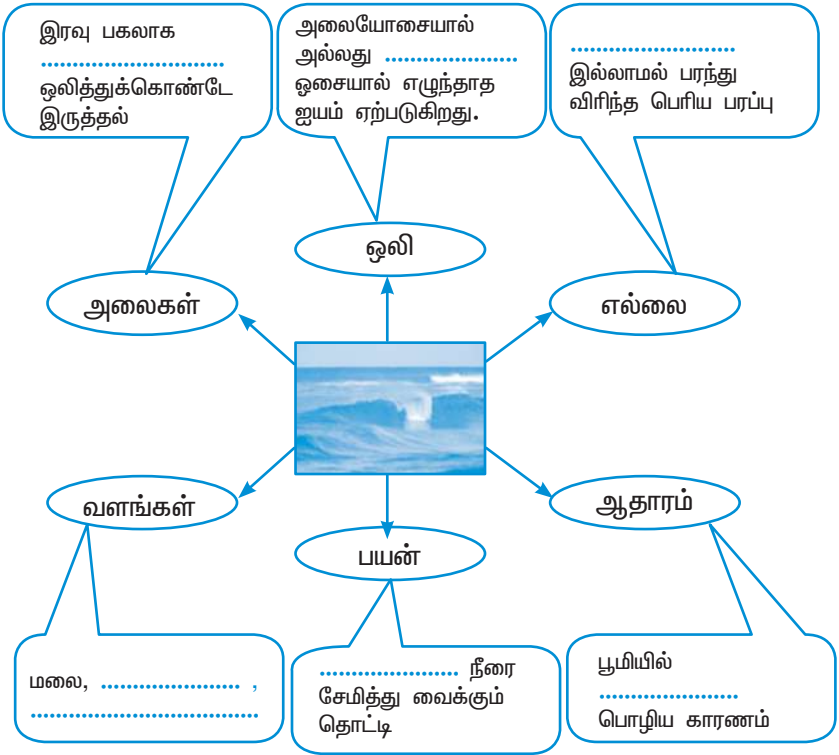 இரவு பகலாக
..............................
ஒலித்துக்கொண்டே
இருத்தல்
அலையோசையால்
அல்லது ......................
ஓசையால் எழுந்தாத
ஐயம் ஏற்படுகிறது.
...........................
இல்லாமல் பரந்து
விரிந்த பெரிய பரப்பு
ஒலி
அலைகள்
எல்லை
வளங்கள்
ஆதாரம்
பயன்
மலை, ....................... ,
......................................
....................... நீரை
சேமித்து வைக்கும்
தொட்டி
பூமியில்
.......................
பொழிய காரணம்